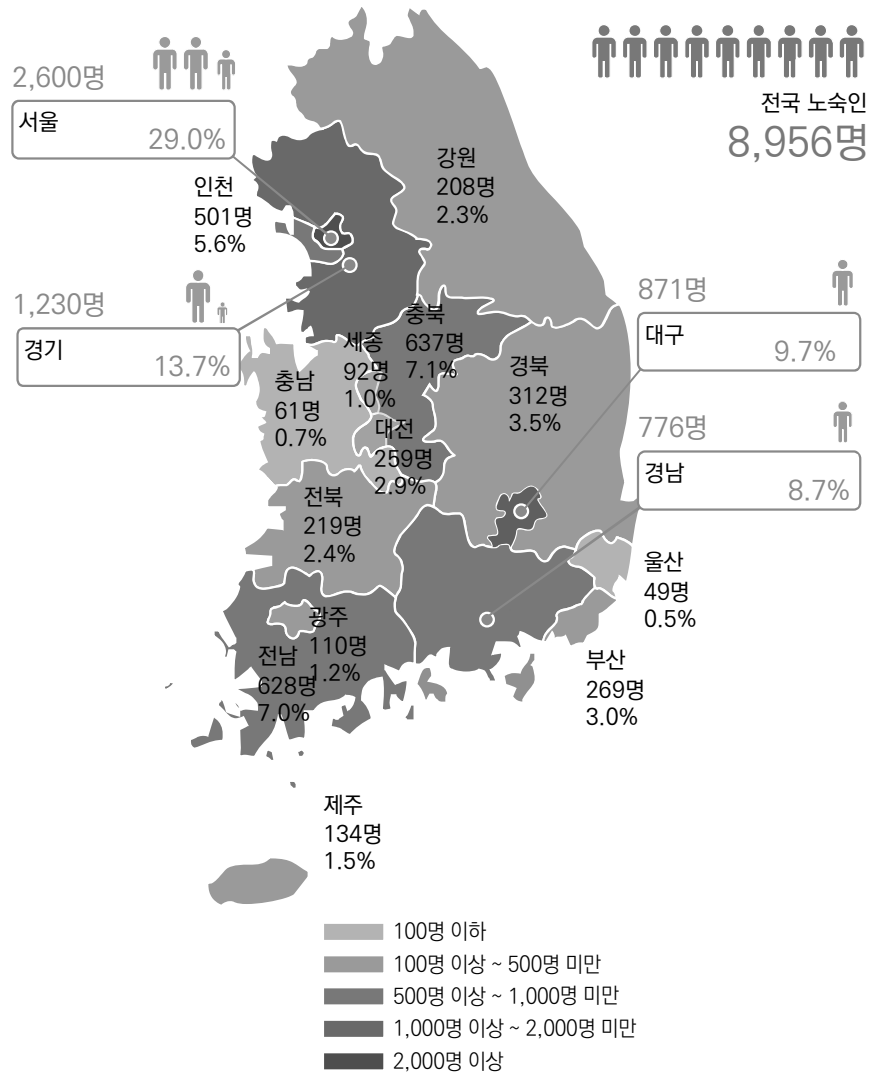 전국 노숙인
8,956명
2,600명
서울
29.0%
인천
501명
5.6%
강원
208명
2.3%
1,230명
경기
13.7%
871명
대구
9.7%
충북
637명
7.1%
세종
92명
1.0%
충남
61명
0.7%
경북
312명
3.5%
대전
259명
2.9%
776명
경남
8.7%
전북
219명
2.4%
울산
49명
0.5%
광주
110명
1.2%
전남
628명
7.0%
부산
269명
3.0%
제주
134명
1.5%
100명 이하
100명 이상 ~ 500명 미만
500명 이상 ~ 1,000명 미만
1,000명 이상 ~ 2,000명 미만
2,000명 이상